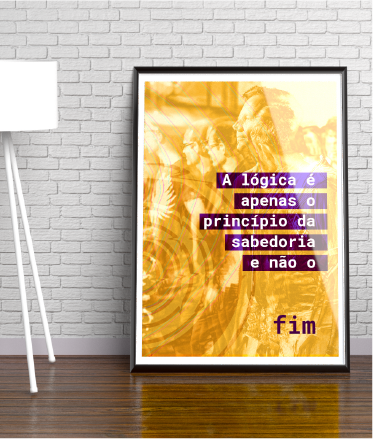 A lógica é
apenas o
princípio da
sabedoria
e não o
fim